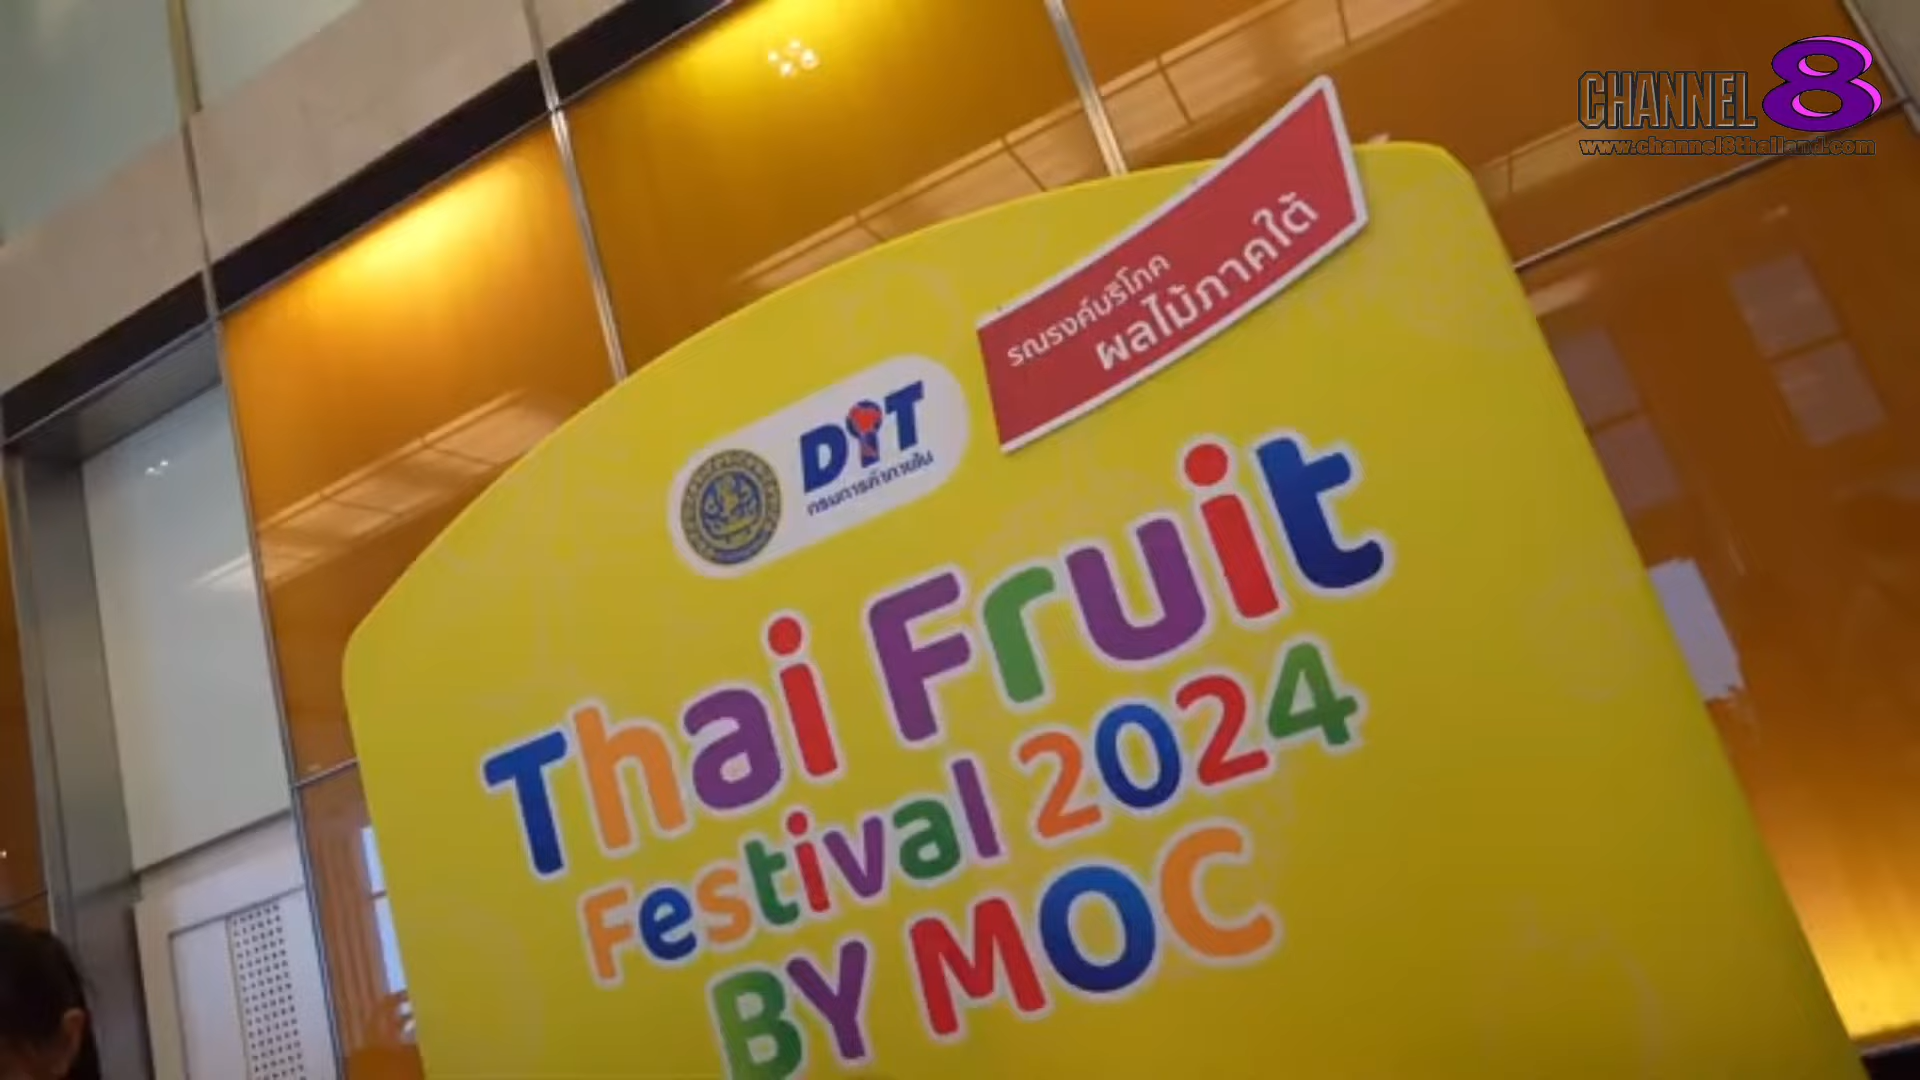 CHANNEL 8
www.channel8thailand.com
รณรงค์บริโภค
ผลไม้ภาคใต้
DIT
กรมการค้าภายใน
Thai Fruit
Festival 2024
BY MOC